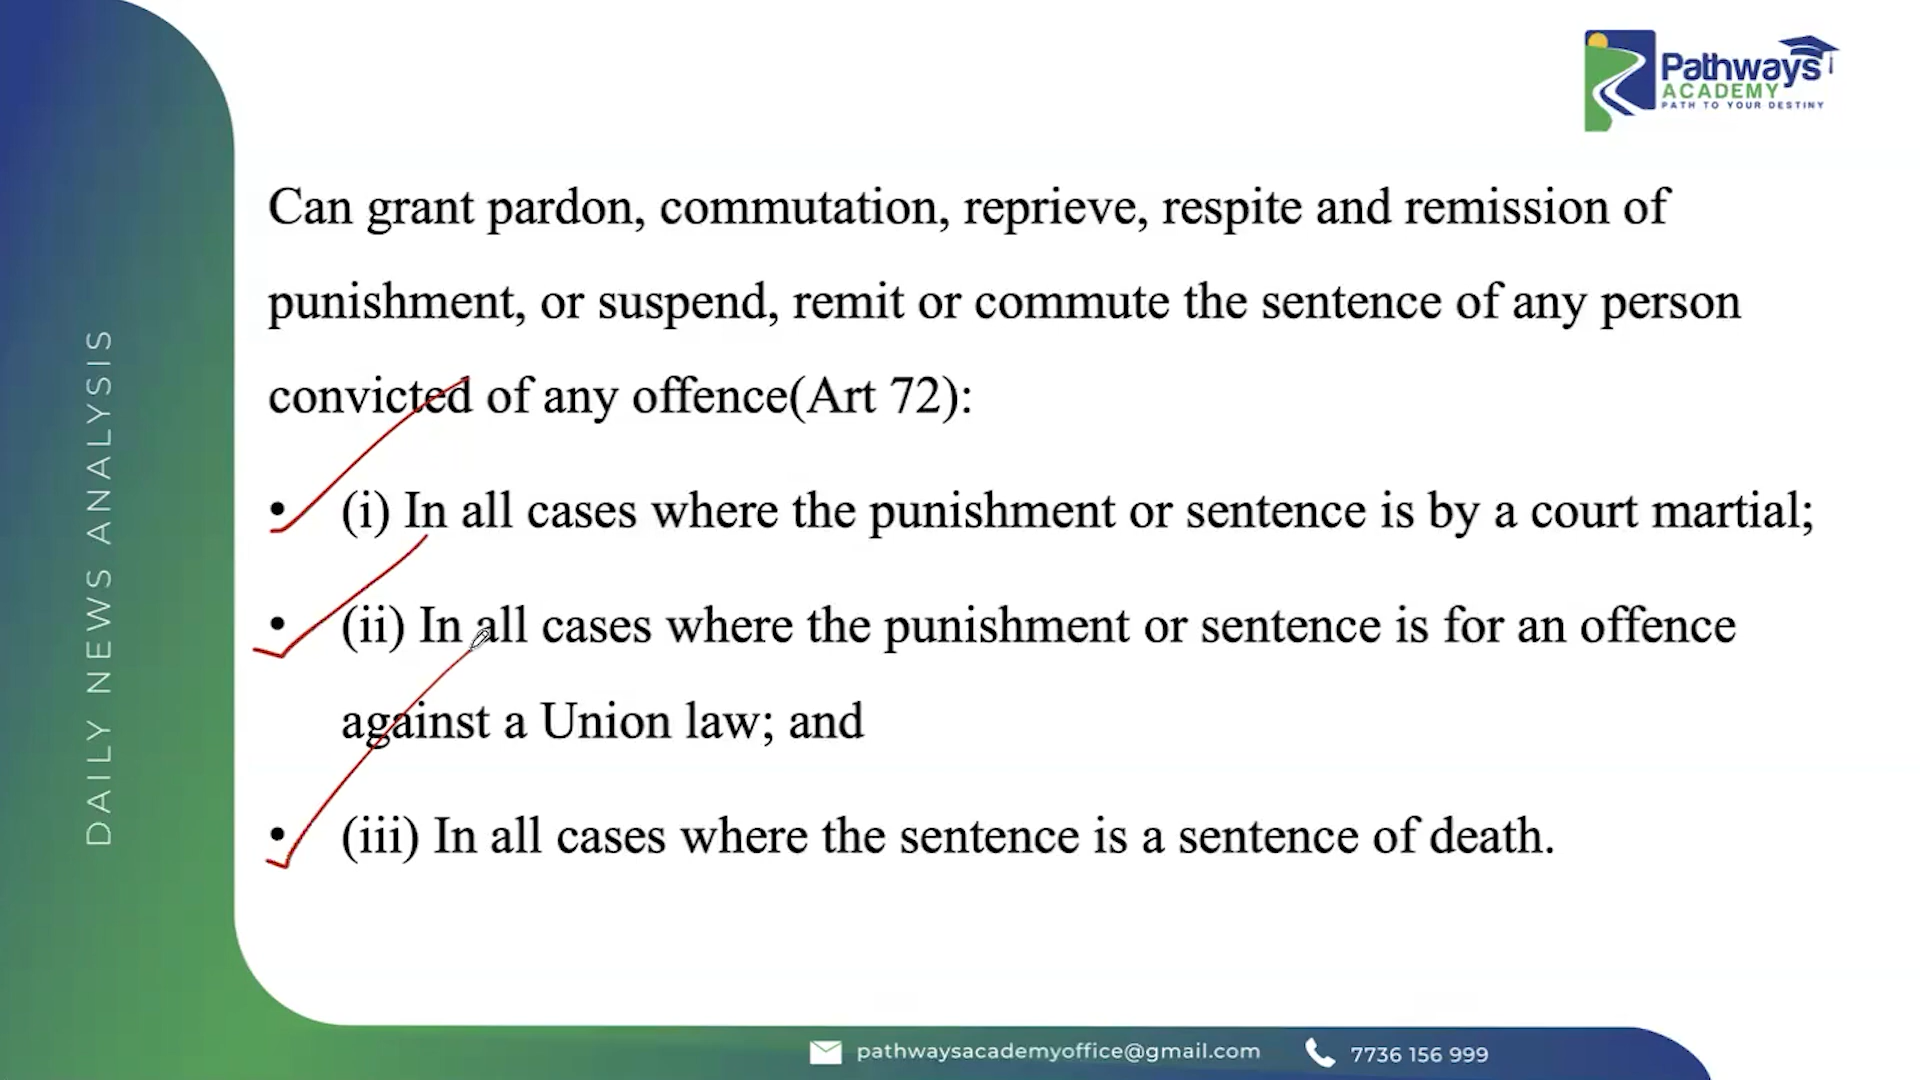 Pathways
ACADEMY
PATH TO YOUR DESTINY
Can grant pardon, commutation, reprieve, respite and remission of
punishment, or suspend, remit or commute the sentence of any person
convicted of any offence(Art 72):
• (i) In all cases where the punishment or sentence is by a court martial;
• (ii) In all cases where the punishment or sentence is for an offence
against a Union law; and
• (iii) In all cases where the sentence is a sentence of death.
DAILY NEWS ANALYSIS
pathwaysacademyoffice@gmail.com
7736 156 999